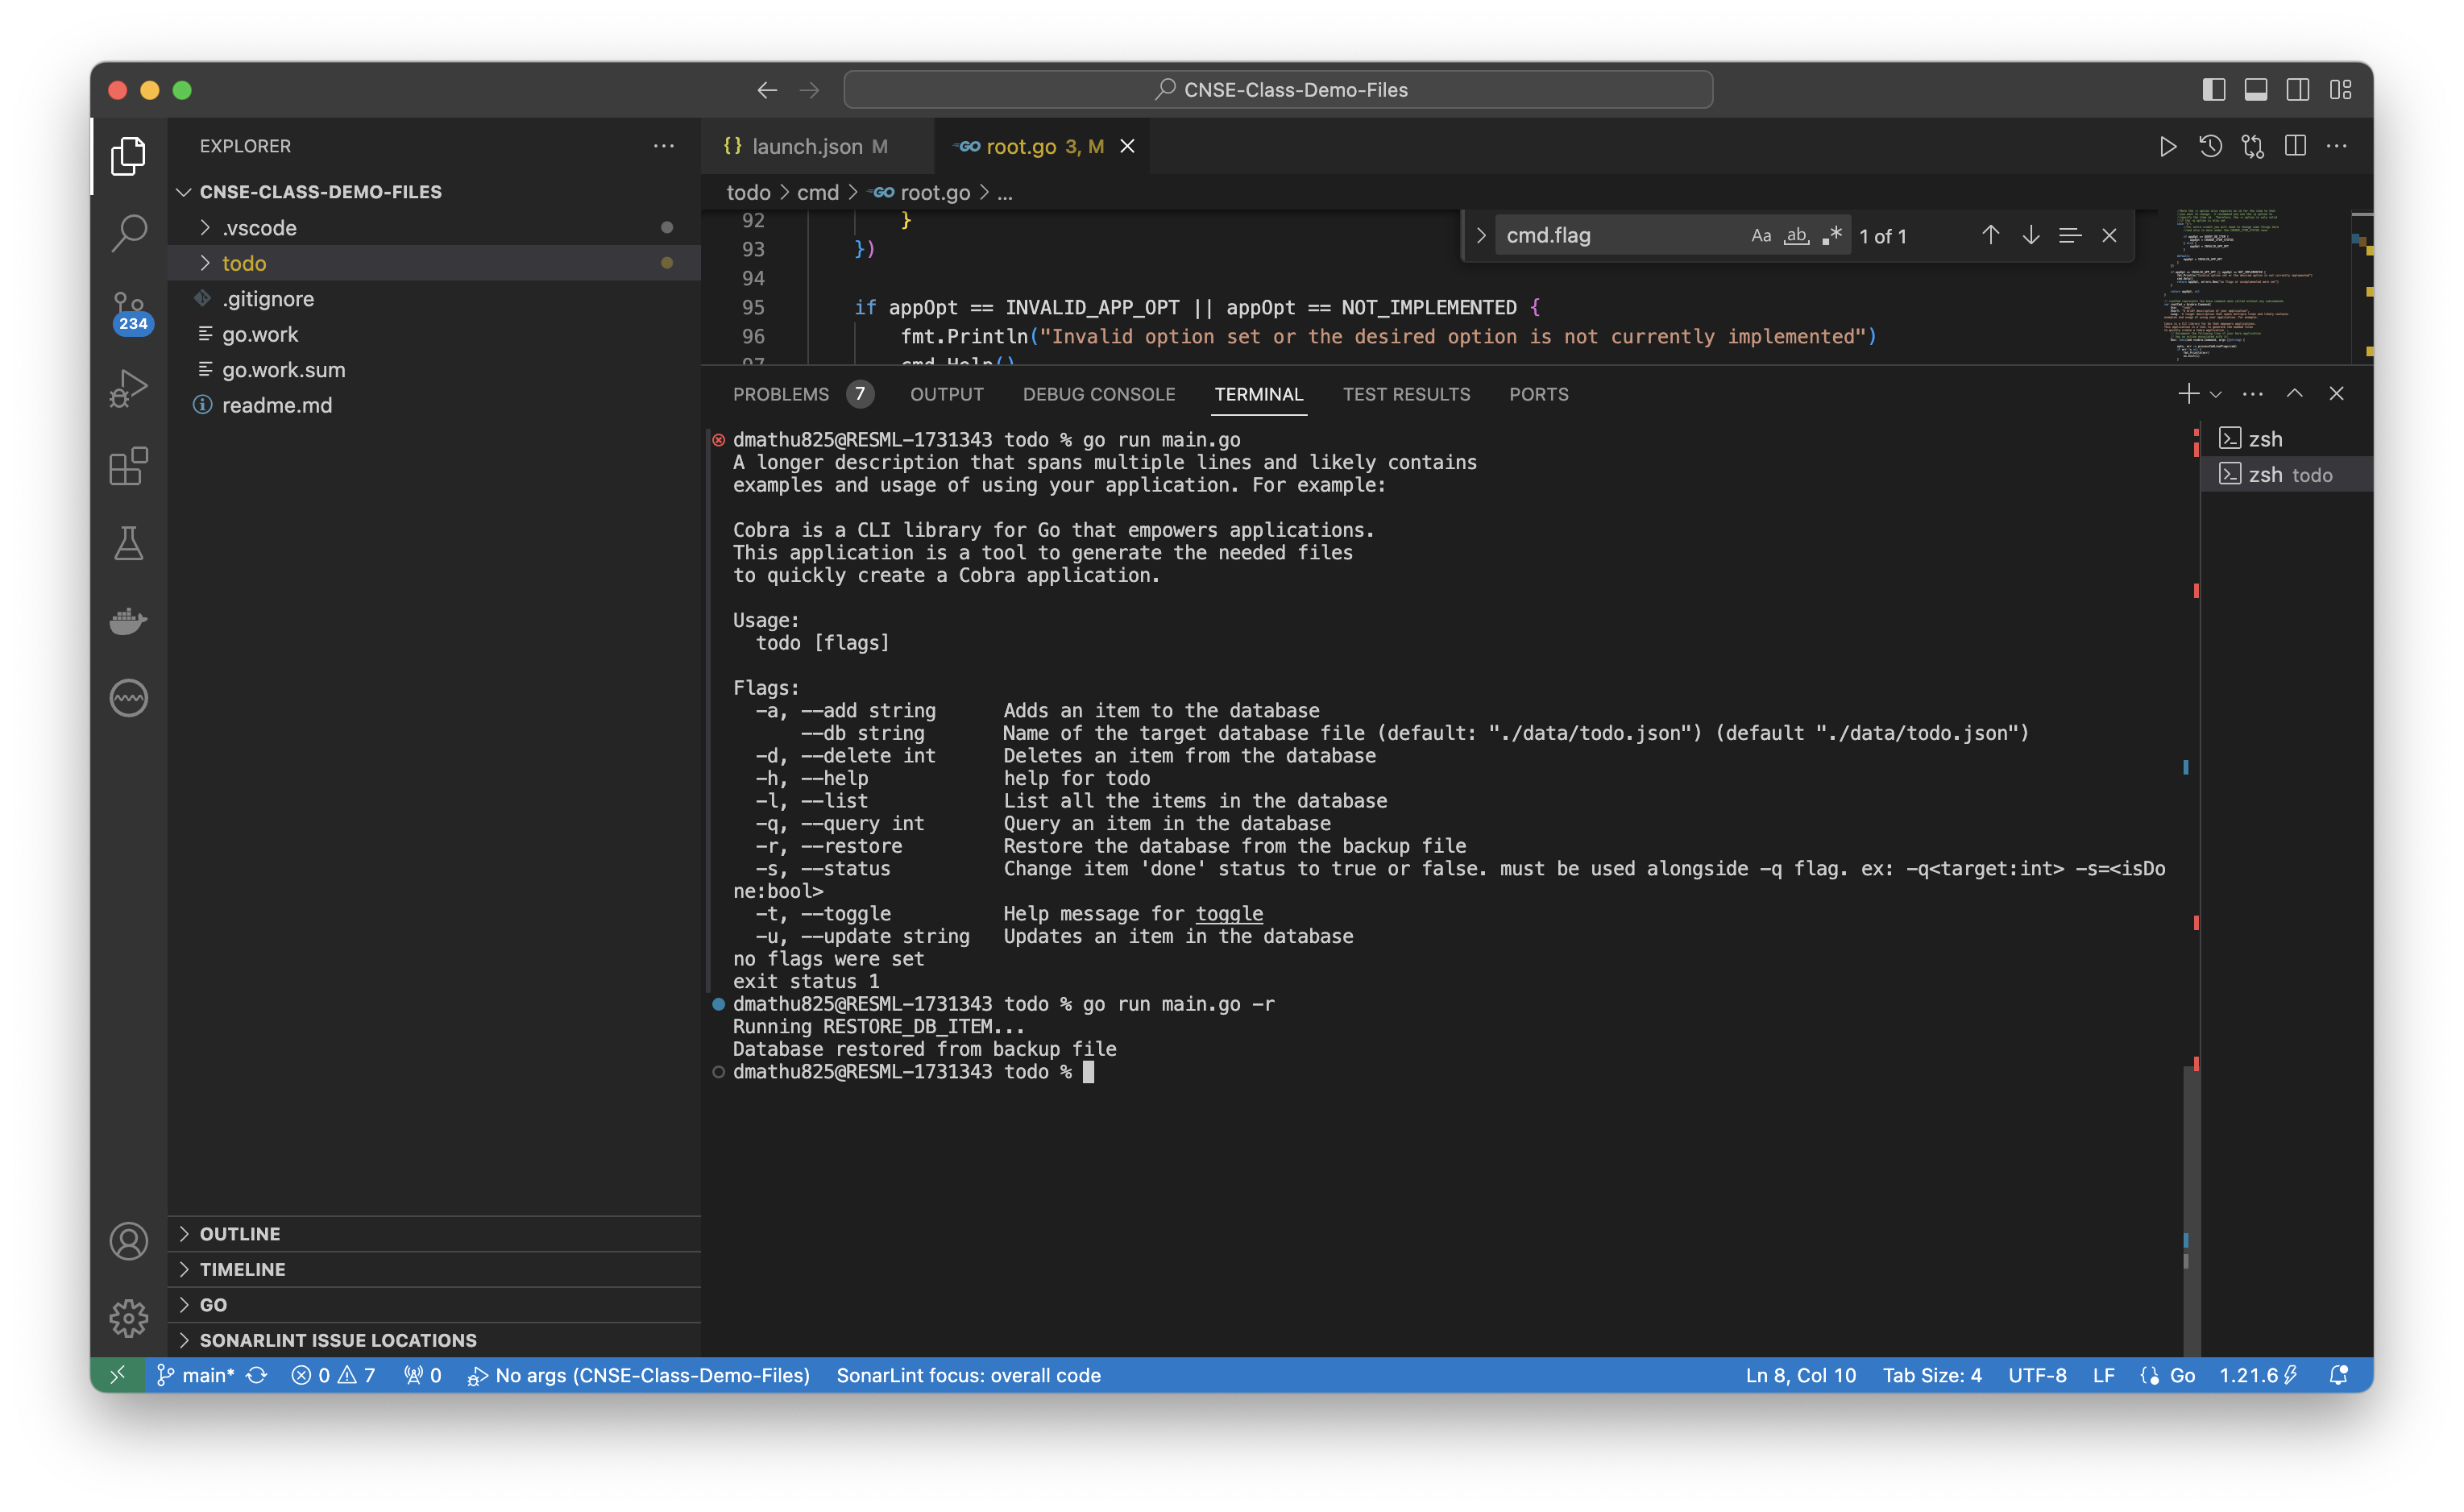 CNSE-Class-Demo-Files
EXPLORER
CNSE-CLASS-DEMO-FILES
.vscode
todo
.gitignore
go.work
go.work.sum
readme.md
234
OUTLINE
TIMELINE
GO
SONARLINT ISSUE LOCATIONS
{} launch.json M
GO root.go 3, M
todo > cmd > GO root.go > ...
cmd.flag Aa ab .* 1 of 1
92 }
93 })
94
95 if appOpt == INVALID_APP_OPT || appOpt == NOT_IMPLEMENTED {
96 fmt.Println("Invalid option set or the desired option is not currently implemented")
97 cmd.Help()
PROBLEMS 7 OUTPUT DEBUG CONSOLE TERMINAL TEST RESULTS PORTS
dmathu825@RESML-1731343 todo % go run main.go
A longer description that spans multiple lines and likely contains
examples and usage of using your application. For example:
Cobra is a CLI library for Go that empowers applications.
This application is a tool to generate the needed files
to quickly create a Cobra application.
Usage:
todo [flags]
Flags:
-a, --add string Adds an item to the database
--db string Name of the target database file (default: "./data/todo.json") (default "./data/todo.json")
-d, --delete int Deletes an item from the database
-h, --help help for todo
-l, --list List all the items in the database
-q, --query int Query an item in the database
-r, --restore Restore the database from the backup file
-s, --status Change item 'done' status to true or false. must be used alongside -q flag. ex: -q<target:int> -s=<isDo
ne:bool>
-t, --toggle Help message for toggle
-u, --update string Updates an item in the database
no flags were set
exit status 1
dmathu825@RESML-1731343 todo % go run main.go -r
Running RESTORE_DB_ITEM...
Database restored from backup file
dmathu825@RESML-1731343 todo %
zsh
zsh todo
main* 0 7 0 No args (CNSE-Class-Demo-Files) SonarLint focus: overall code Ln 8, Col 10 Tab Size: 4 UTF-8 LF Go 1.21.6